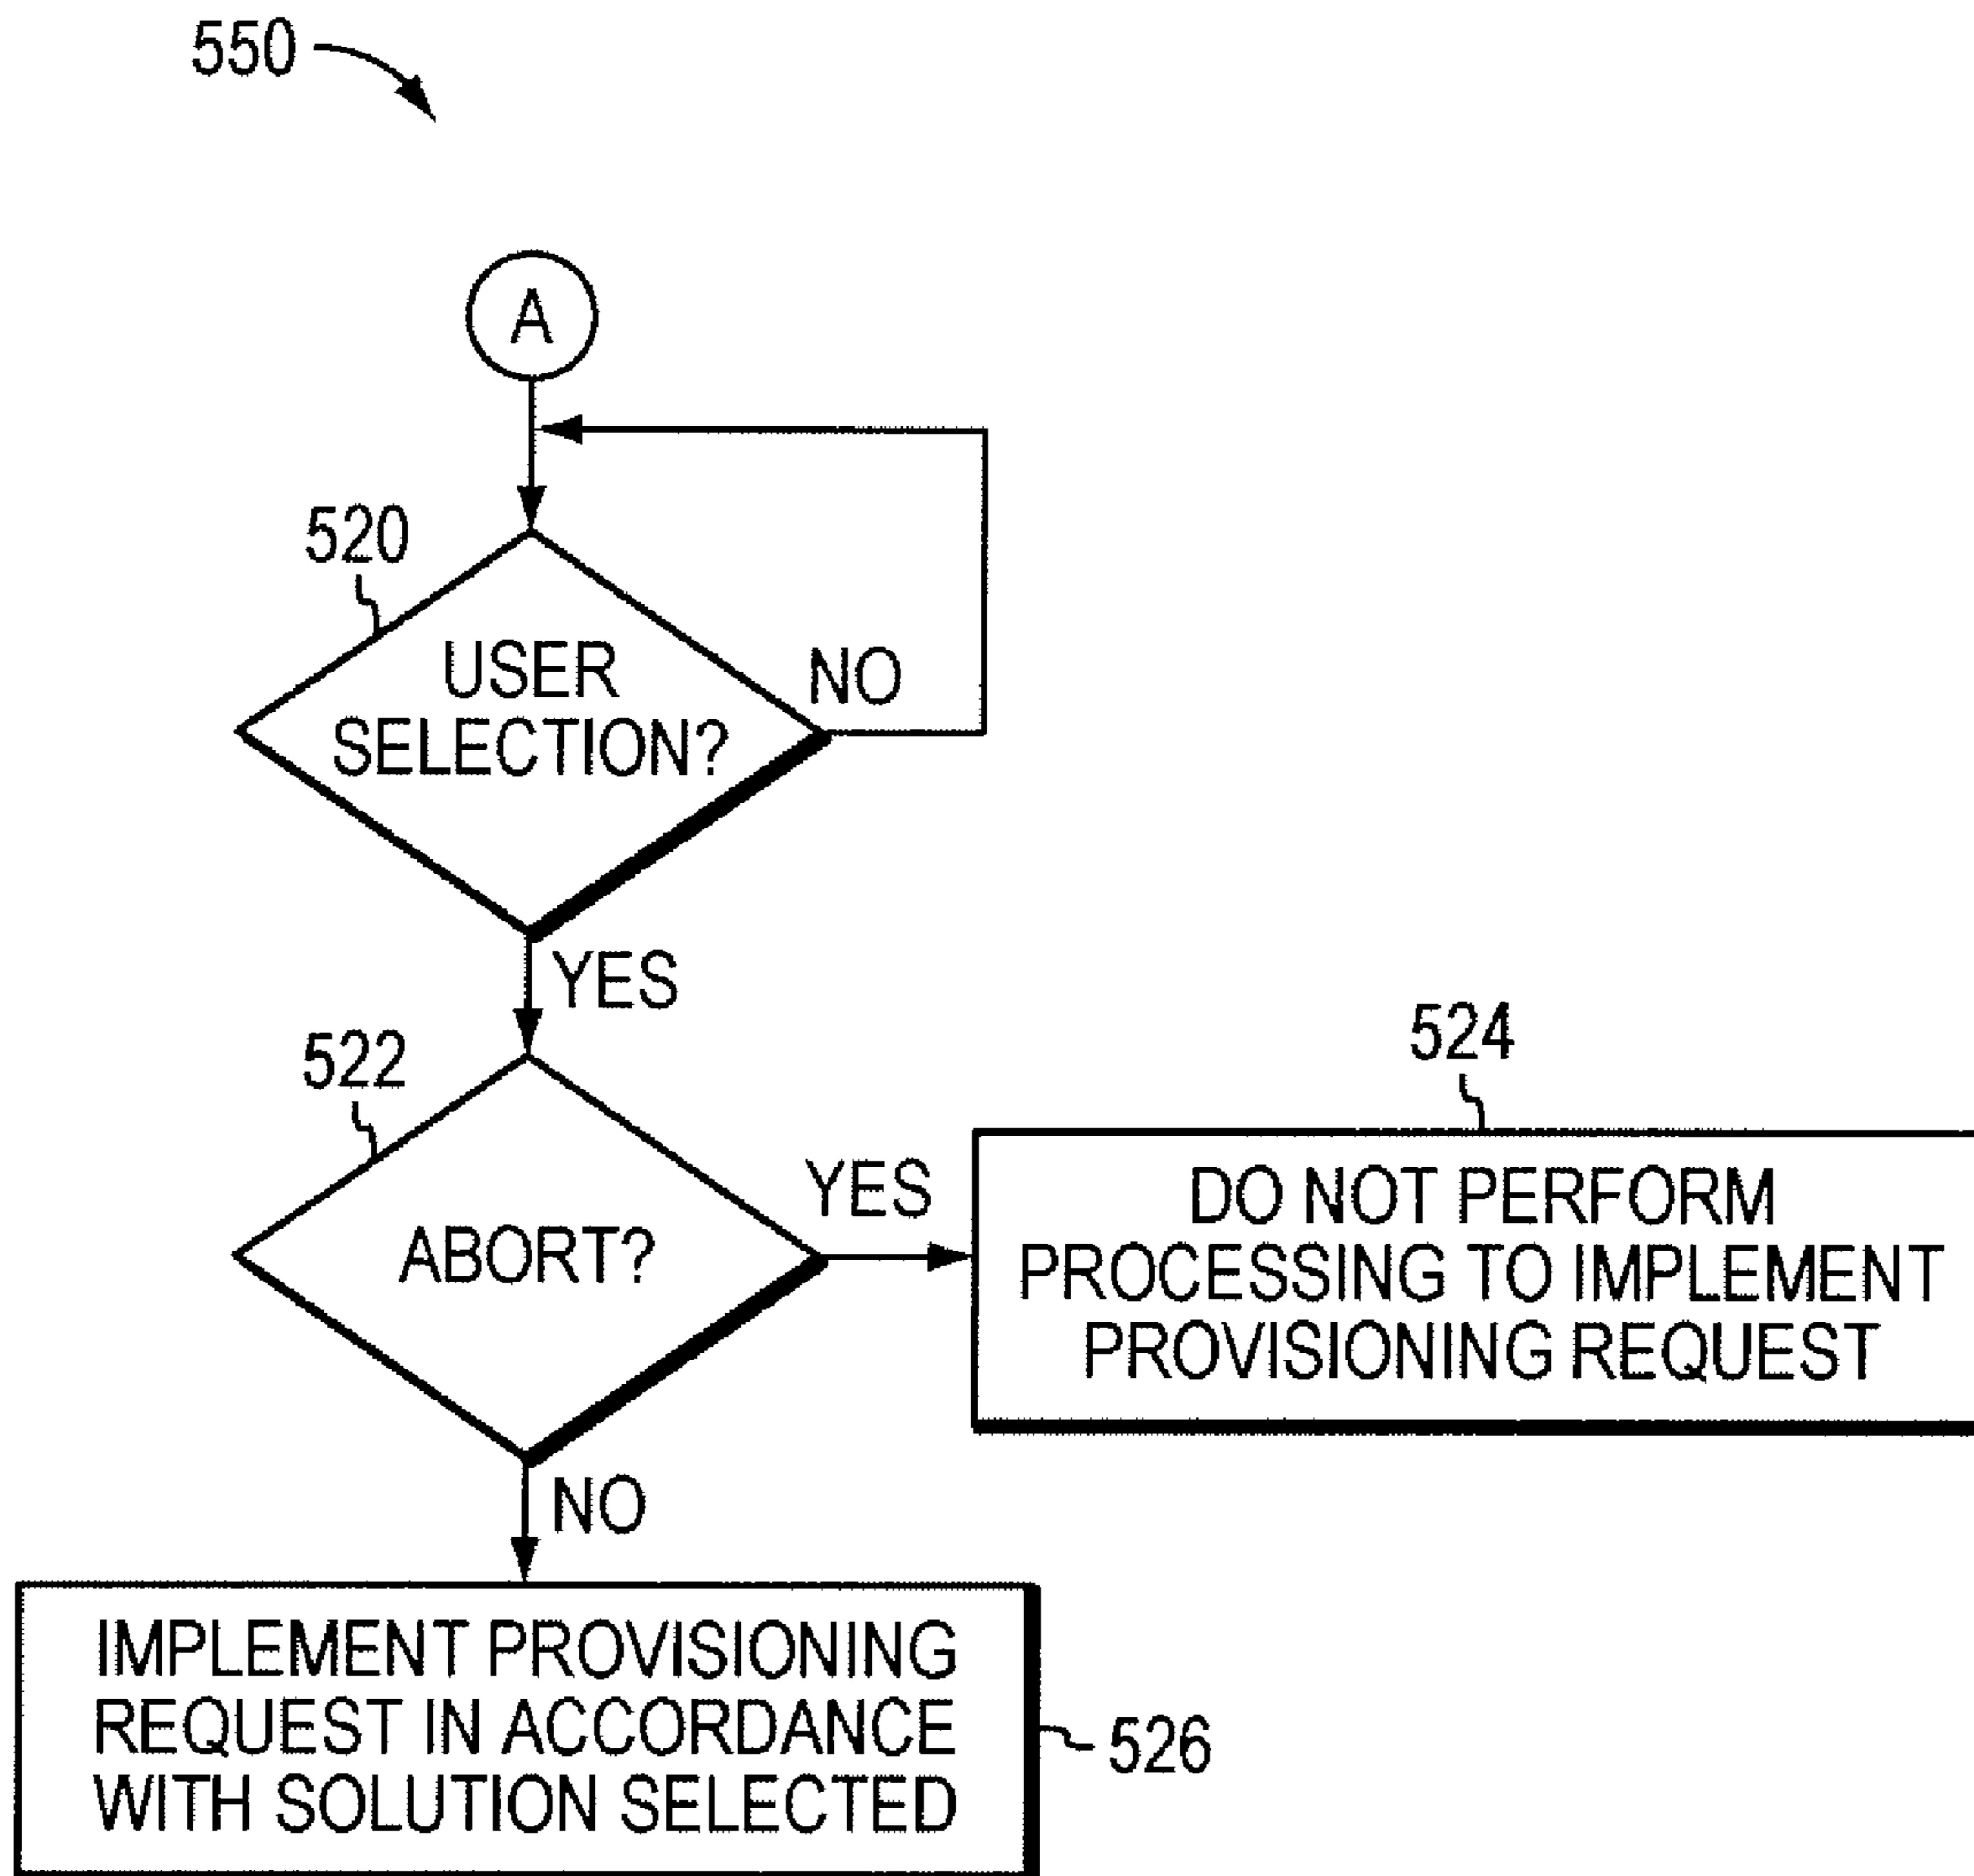 550
A
520
USER
SELECTION?
NO
YES
522
ABORT?
YES
524
DO NOT PERFORM
PROCESSING TO IMPLEMENT
PROVISIONING REQUEST
NO
IMPLEMENT PROVISIONING
REQUEST IN ACCORDANCE
WITH SOLUTION SELECTED
526